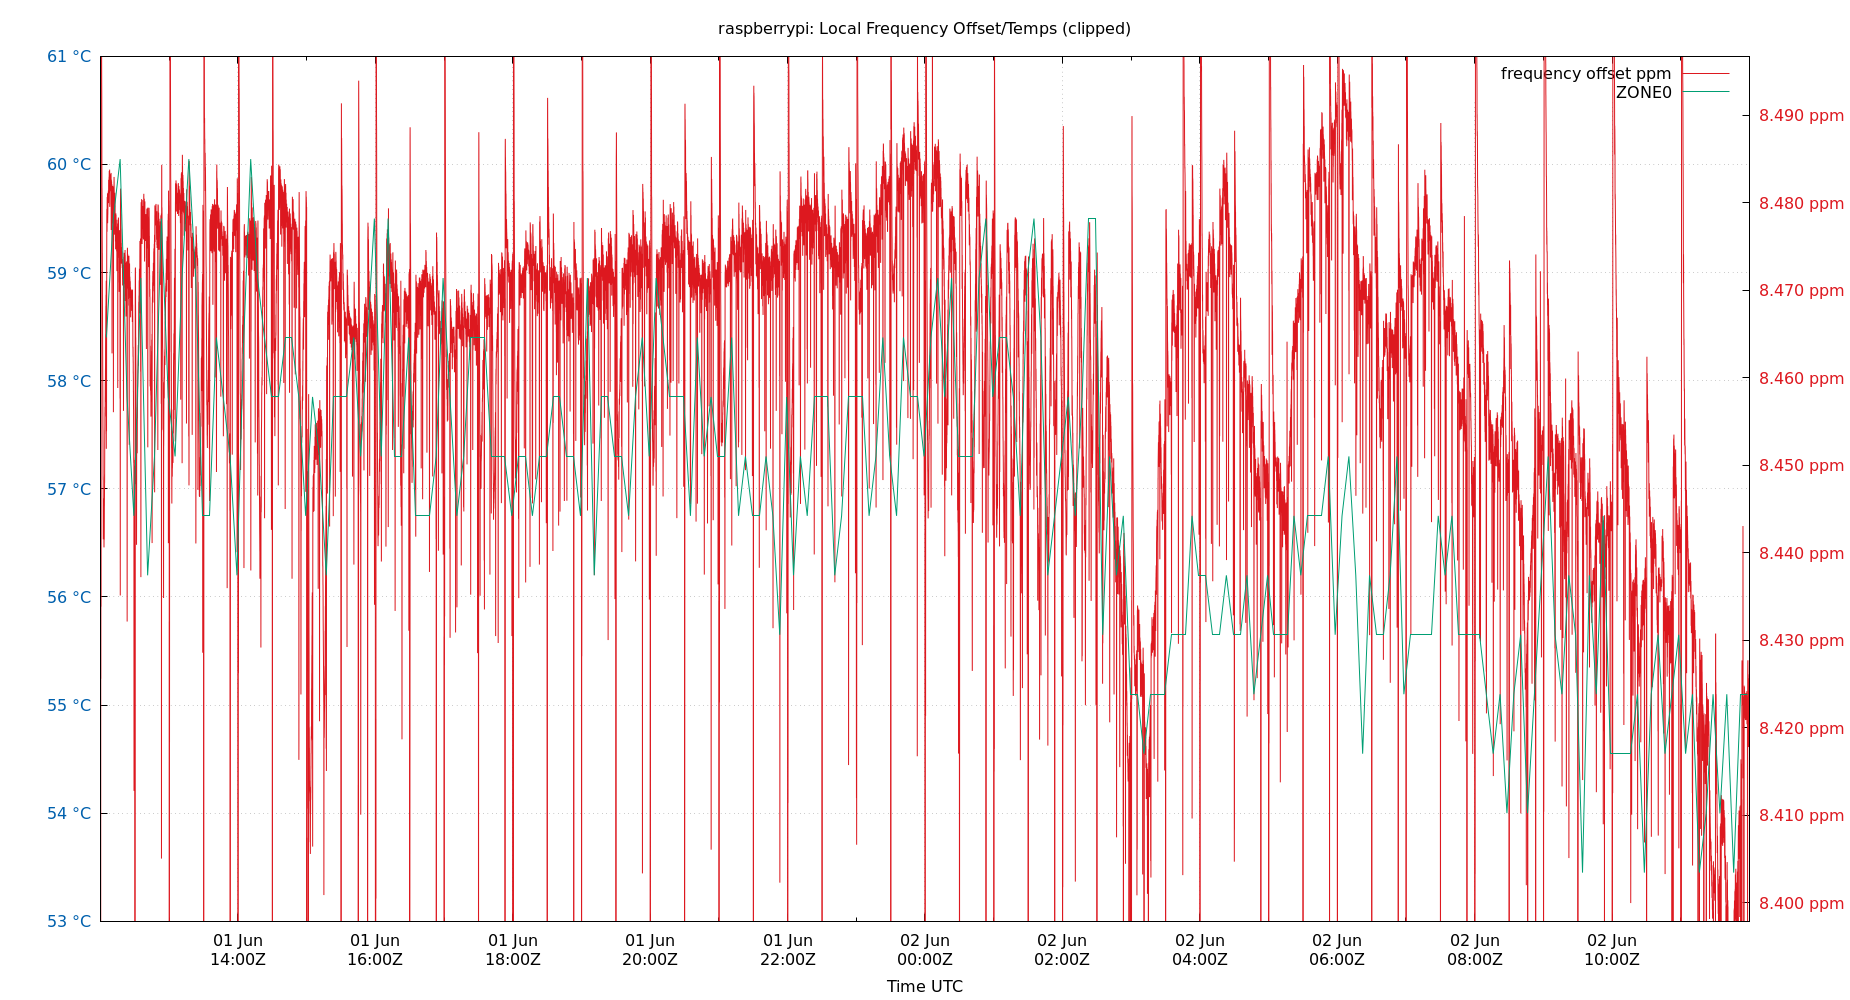 raspberrypi: Local Frequency Offset/Temps (clipped)
61 °C
60 °C
59 °C
58 °C
57 °C
56 °C
55 °C
54 °C
53 °C
frequency offset ppm
ZONE0
8.490 ppm
8.480 ppm
8.470 ppm
8.460 ppm
8.450 ppm
8.440 ppm
8.430 ppm
8.420 ppm
8.410 ppm
8.400 ppm
01 Jun
14:00Z
01 Jun
16:00Z
01 Jun
18:00Z
01 Jun
20:00Z
01 Jun
22:00Z
02 Jun
00:00Z
02 Jun
02:00Z
02 Jun
04:00Z
02 Jun
06:00Z
02 Jun
08:00Z
02 Jun
10:00Z
Time UTC